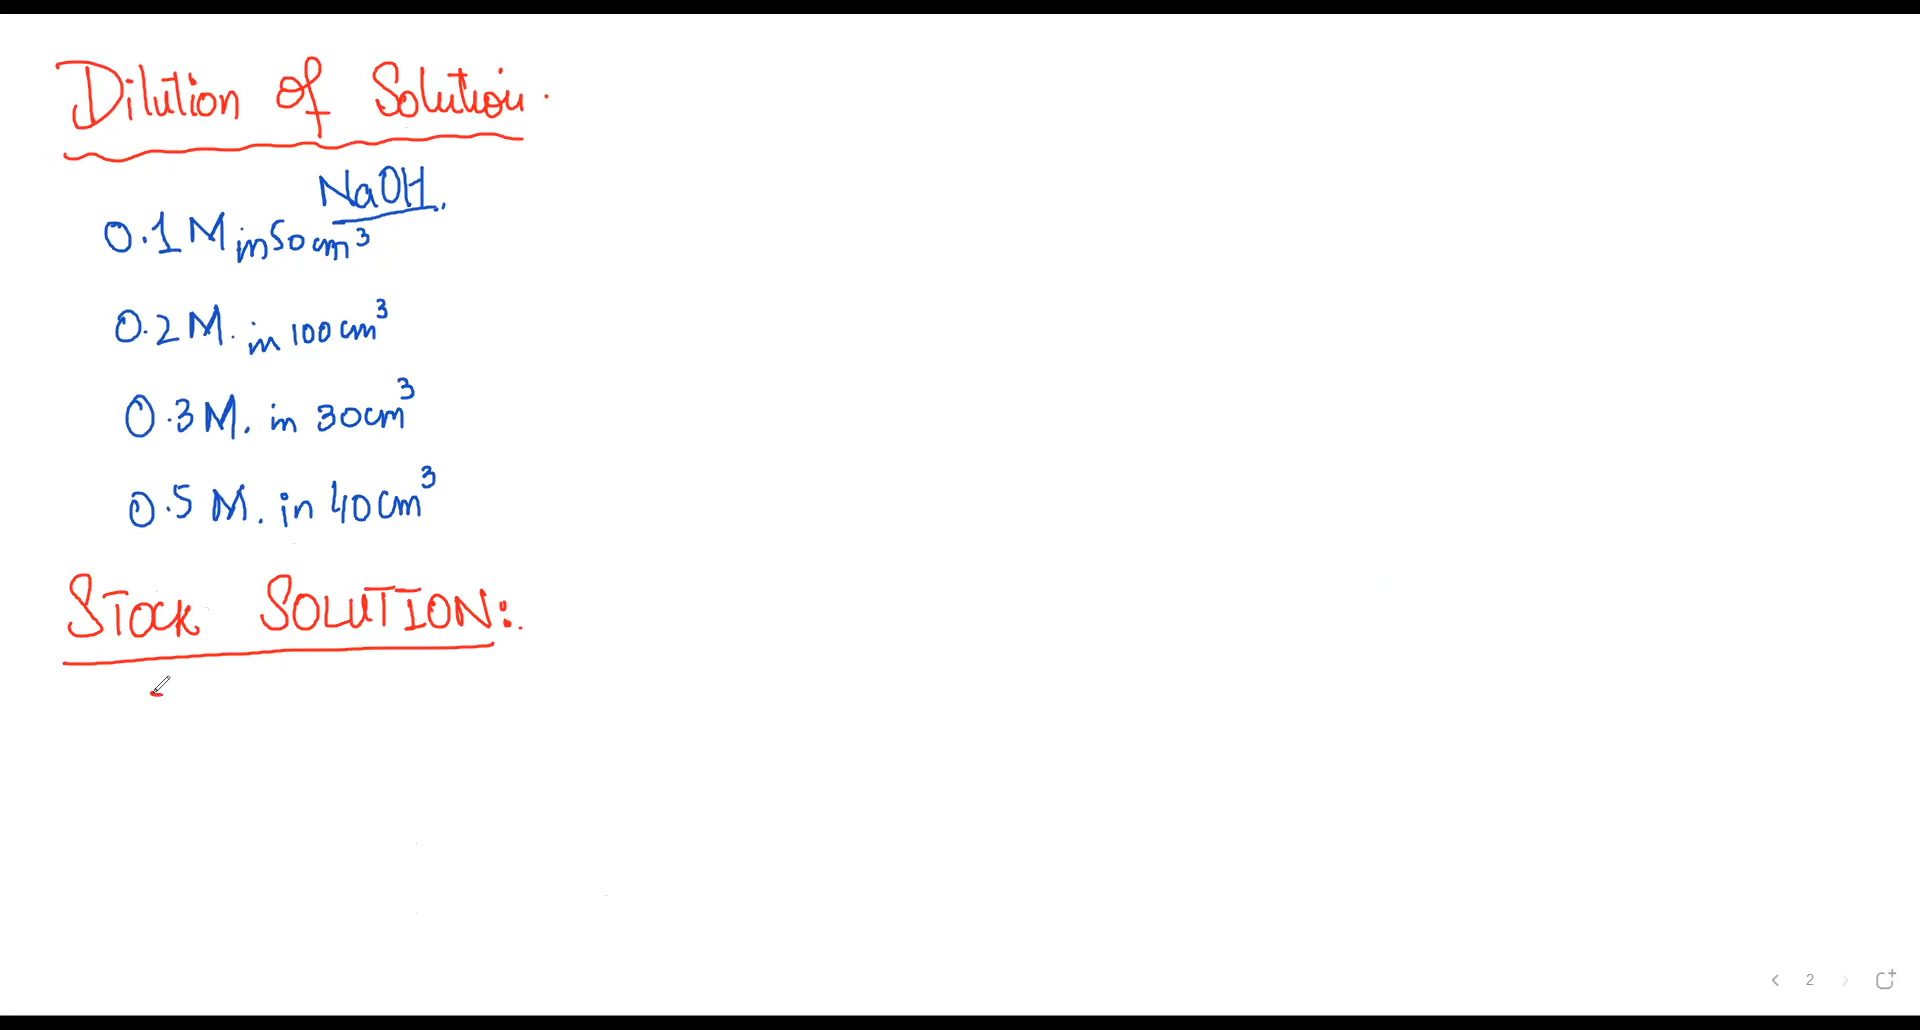 Dilution of Solution.
NaOH.
0.1 M in 50 cm³
0.2 M. in 100 cm³
0.3 M. in 30 cm³
0.5 M. in 40 cm³
STOCK SOLUTION:.
2